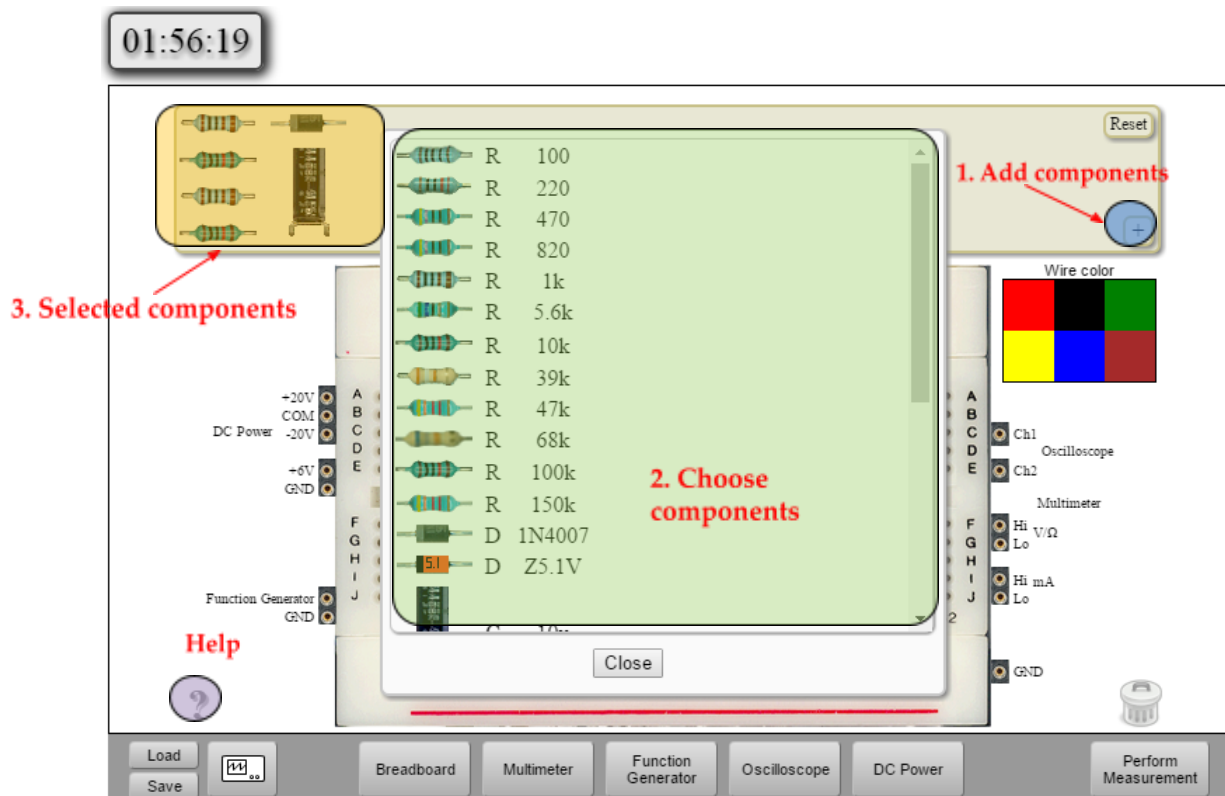 01:56:19
Reset
1. Add components
+
R 100
R 220
R 470
R 820
R 1k
R 5.6k
R 10k
R 39k
R 47k
R 68k
R 100k
R 150k
D 1N4007
5.1 D Z5.1V
2. Choose
components
3. Selected components
Wire color
+20V
COM
DC Power -20V
+6V
GND
Function Generator
GND
A
B
C
D
E
F
G
H
I
J
A
B
C
D
E
F
G
H
I
J
2
Ch1
Oscilloscope
Ch2
Multimeter
Hi V/Ω
Lo
Hi mA
Lo
GND
Help
?
Close
Load
Save
Breadboard
Multimeter
Function
Generator
Oscilloscope
DC Power
Perform
Measurement